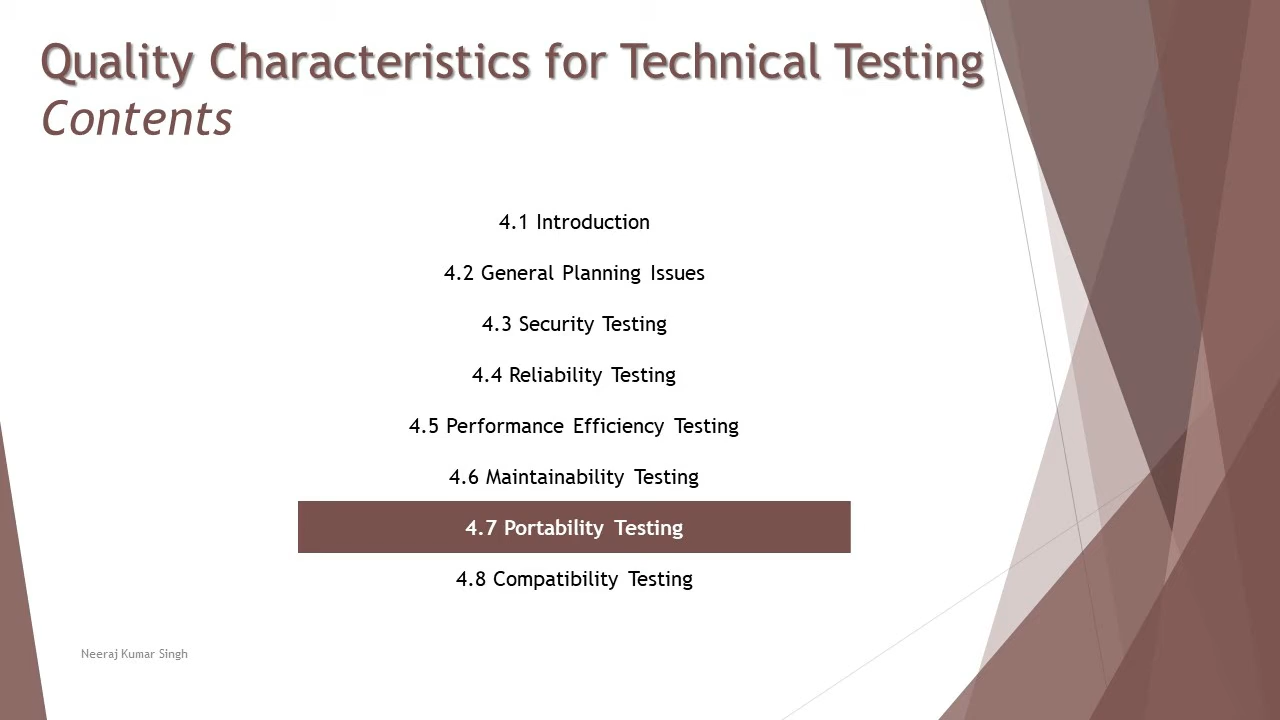 Quality Characteristics for Technical Testing
Contents
4.1 Introduction
4.2 General Planning Issues
4.3 Security Testing
4.4 Reliability Testing
4.5 Performance Efficiency Testing
4.6 Maintainability Testing
4.7 Portability Testing
4.8 Compatibility Testing
Neeraj Kumar Singh